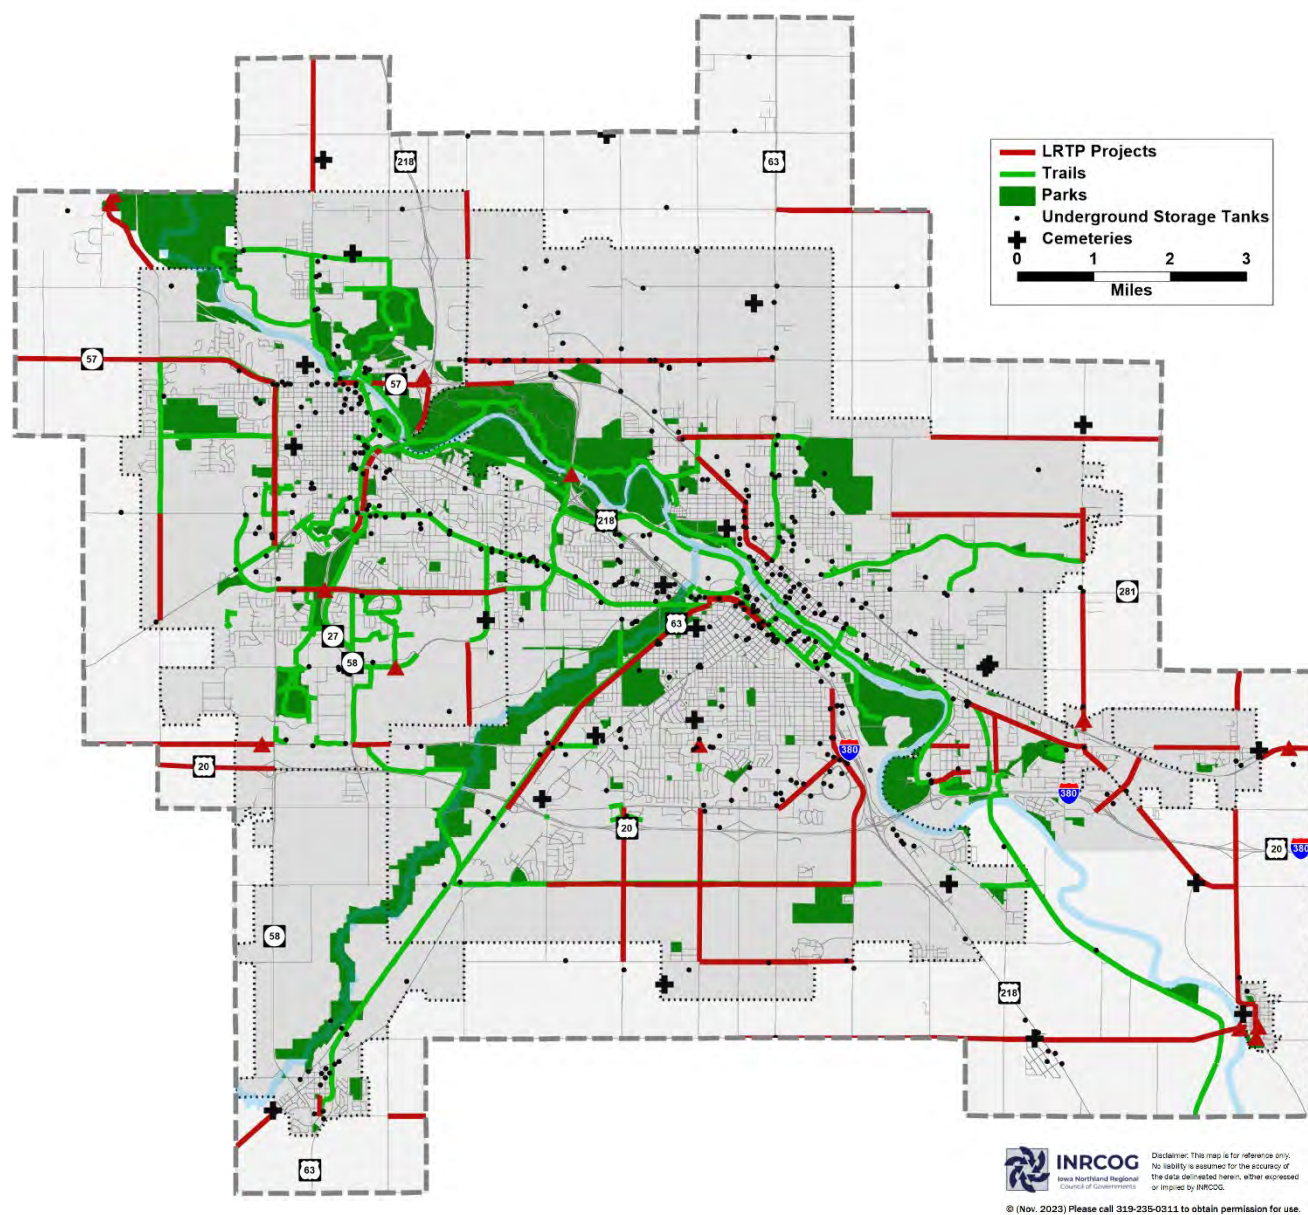 218
63
LRTP Projects
Trails
Parks
Underground Storage Tanks
Cemeteries
0 1 2 3
Miles
57
57
218
281
27
63
58
380
20
380
20
20
380
58
218
63
INRCOG
Iowa Northland Regional
Council of Governments
Disclaimer: This map is for reference only.
No liability is assumed for the accuracy of
the data delineated herein, either expressed
or implied by INRCOG.
© (Nov. 2023) Please call 319-235-0311 to obtain permission for use.